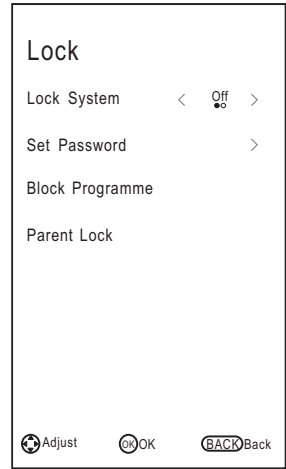 Lock
Lock System < Off >
Set Password >
Block Programme
Parent Lock
Adjust OK OK BACK Back